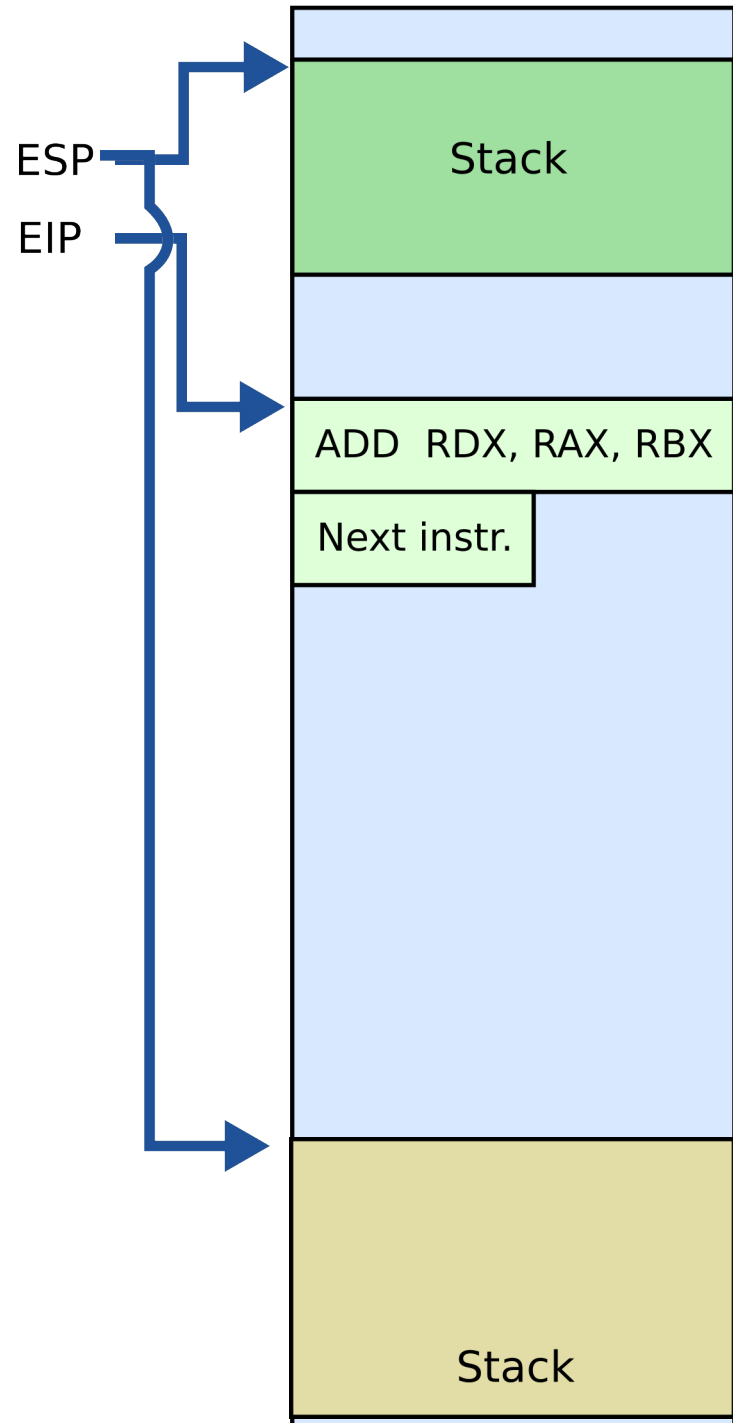 Stack
ESP
EIP
ADD  RDX, RAX, RBX
Next instr.
Stack